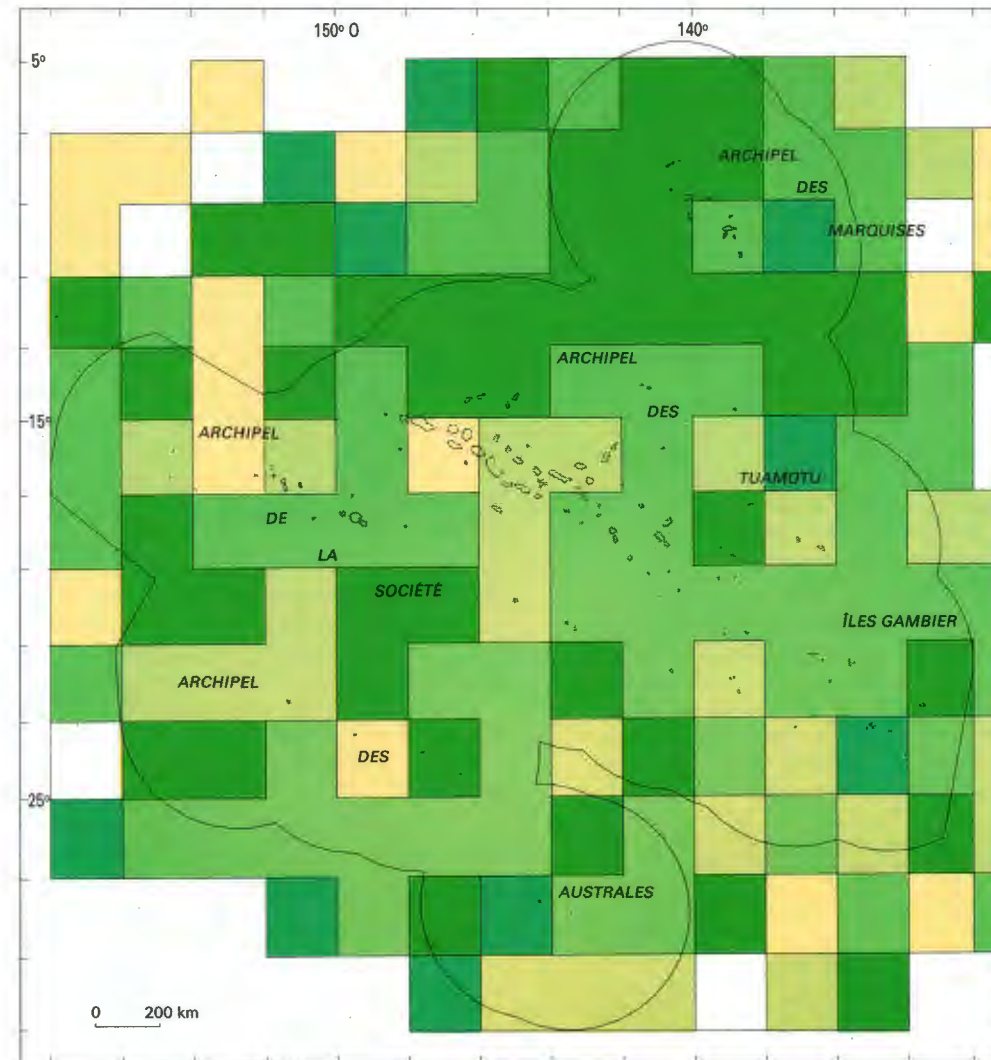 150° O 140°
5°
ARCHIPEL
DES
MARQUISES
ARCHIPEL
DES
15°
ARCHIPEL
TUAMOTU
DE
LA
SOCIÉTÉ
ÎLES GAMBIER
ARCHIPEL
DES
25°
AUSTRALES
0 200 km